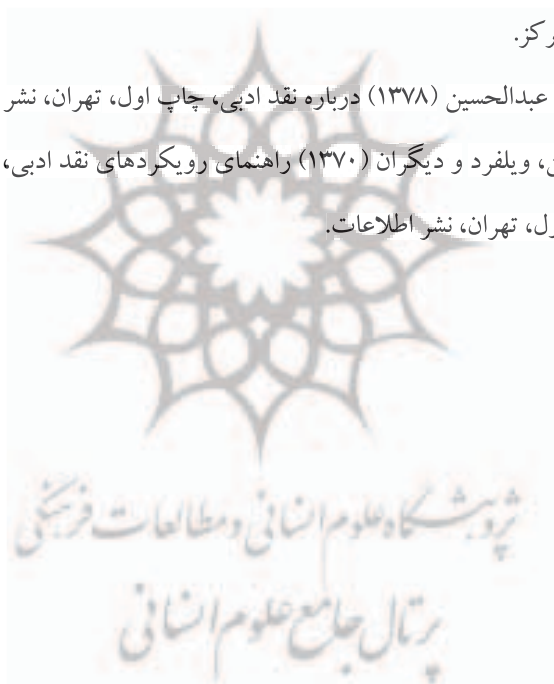 رکز.
عبدالحسین (۱۳۷۸) درباره نقد ادبی، چاپ اول، تهران، نشر
ن، ویلفرد و دیگران (۱۳۷۰) راهنمای رویکردهای نقد ادبی،
ل، تهران، نشر اطلاعات.
پژوهشگاه علوم انسانی و مطالعات فرهنگی
پرتال جامع علوم انسانی